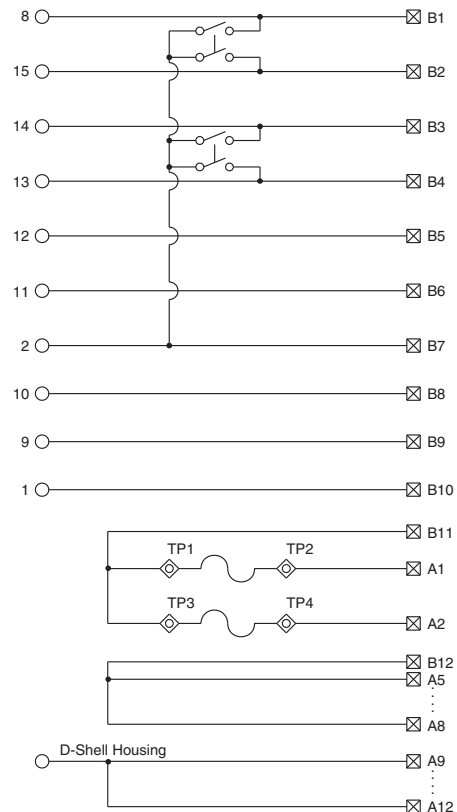 8 B1
15 B2
14 B3
13 B4
12 B5
11 B6
2 B7
10 B8
9 B9
1 B10
B11
TP1 TP2
A1
TP3 TP4
A2
B12
A5
A8
D-Shell Housing
A9
A12